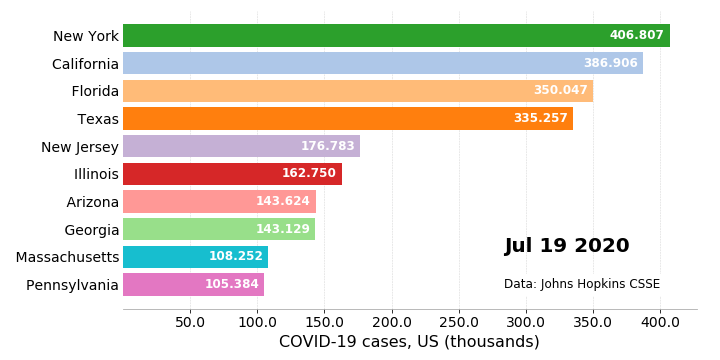 New York 406.807
California 386.906
Florida 350.047
Texas 335.257
New Jersey 176.783
Illinois 162.750
Arizona 143.624
Georgia 143.129
Massachusetts 108.252
Pennsylvania 105.384
Jul 19 2020
Data: Johns Hopkins CSSE
50.0 100.0 150.0 200.0 250.0 300.0 350.0 400.0
COVID-19 cases, US (thousands)